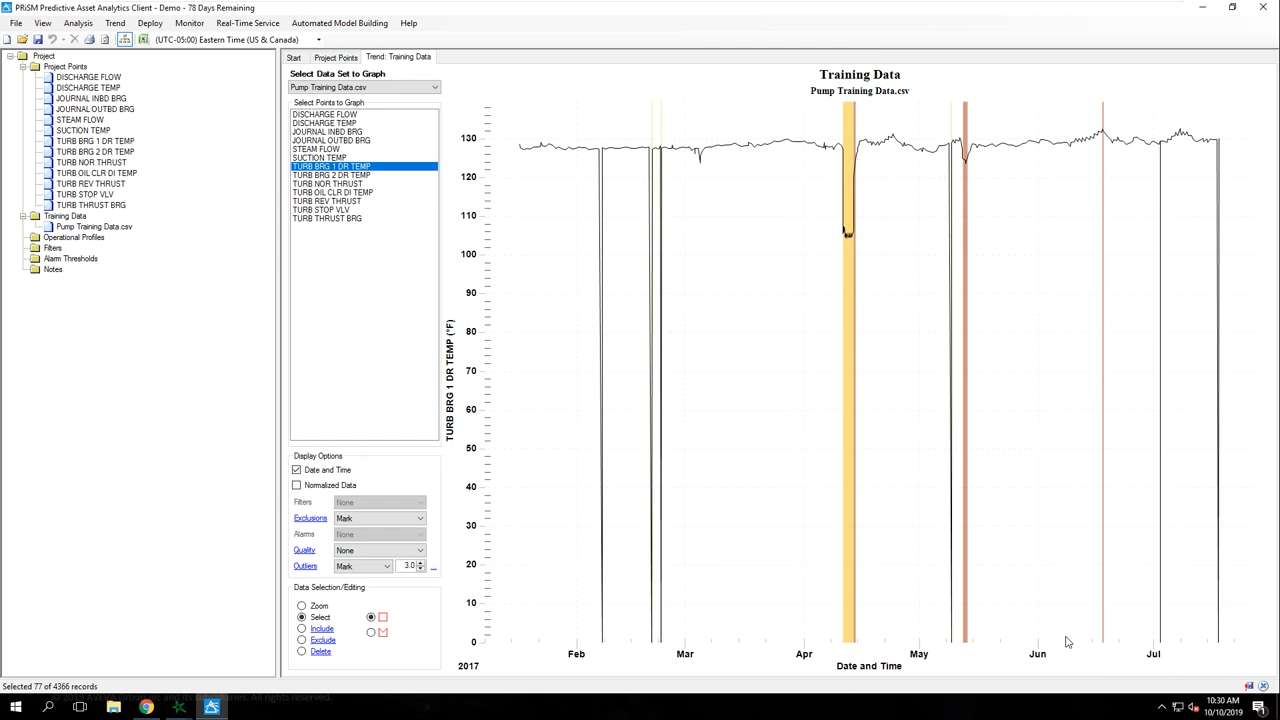 PRiSM Predictive Asset Analytics Client - Demo - 78 Days Remaining
File View Analysis Trend Deploy Monitor Real-Time Service Automated Model Building Help
(UTC-05:00) Eastern Time (US & Canada)
Project
Project Points
DISCHARGE FLOW
DISCHARGE TEMP
JOURNAL INBD BRG
JOURNAL OUTBD BRG
STEAM FLOW
SUCTION TEMP
TURB BRG 1 DR TEMP
TURB BRG 2 DR TEMP
TURB NOR THRUST
TURB OIL CLR DI TEMP
TURB REV THRUST
TURB STOP VLV
TURB THRUST BRG
Training Data
Pump Training Data.csv
Operational Profiles
Filters
Alarm Thresholds
Notes
Start Project Points Trend: Training Data
Select Data Set to Graph
Pump Training Data.csv
Select Points to Graph
DISCHARGE FLOW
DISCHARGE TEMP
JOURNAL INBD BRG
JOURNAL OUTBD BRG
STEAM FLOW
SUCTION TEMP
TURB BRG 1 DR TEMP
TURB BRG 2 DR TEMP
TURB NOR THRUST
TURB OIL CLR DI TEMP
TURB REV THRUST
TURB STOP VLV
TURB THRUST BRG
Display Options
Date and Time
Normalized Data
Filters None
Exclusions Mark
Alarms None
Quality None
Outliers Mark 3.0 ...
Data Selection/Editing
Zoom
Select
Include
Exclude
Delete
Training Data
Pump Training Data.csv
TURB BRG 1 DR TEMP (°F)
130
120
110
100
90
80
70
60
50
40
30
20
10
0
Feb Mar Apr May Jun Jul
2017 Date and Time
Selected 77 of 4366 records
10:30 AM
10/10/2019